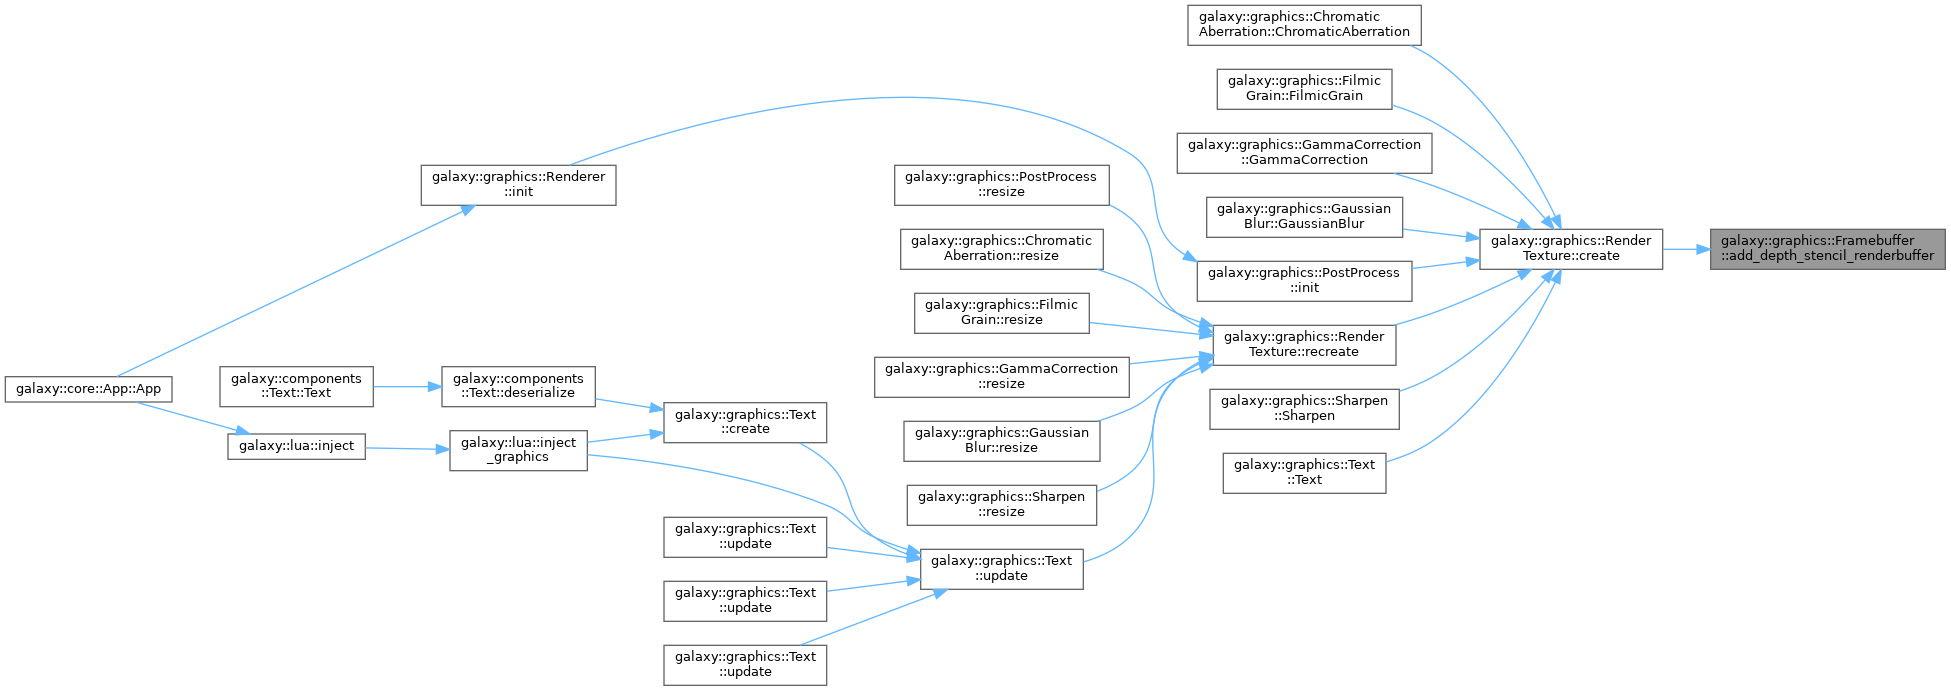 galaxy::graphics::Chromatic
Aberration::ChromaticAberration
galaxy::graphics::Filmic
Grain::FilmicGrain
galaxy::graphics::GammaCorrection
::GammaCorrection
galaxy::graphics::Renderer
::init
galaxy::graphics::PostProcess
::resize
galaxy::graphics::Gaussian
Blur::GaussianBlur
galaxy::graphics::Chromatic
Aberration::resize
galaxy::graphics::Render
Texture::create
galaxy::graphics::Framebuffer
::add_depth_stencil_renderbuffer
galaxy::graphics::PostProcess
::init
galaxy::graphics::Filmic
Grain::resize
galaxy::graphics::Render
Texture::recreate
galaxy::graphics::GammaCorrection
::resize
galaxy::core::App::App
galaxy::components
::Text::Text
galaxy::components
::Text::deserialize
galaxy::graphics::Sharpen
::Sharpen
galaxy::graphics::Text
::create
galaxy::graphics::Gaussian
Blur::resize
galaxy::lua::inject
galaxy::lua::inject
_graphics
galaxy::graphics::Text
::Text
galaxy::graphics::Sharpen
::resize
galaxy::graphics::Text
::update
galaxy::graphics::Text
::update
galaxy::graphics::Text
::update
galaxy::graphics::Text
::update